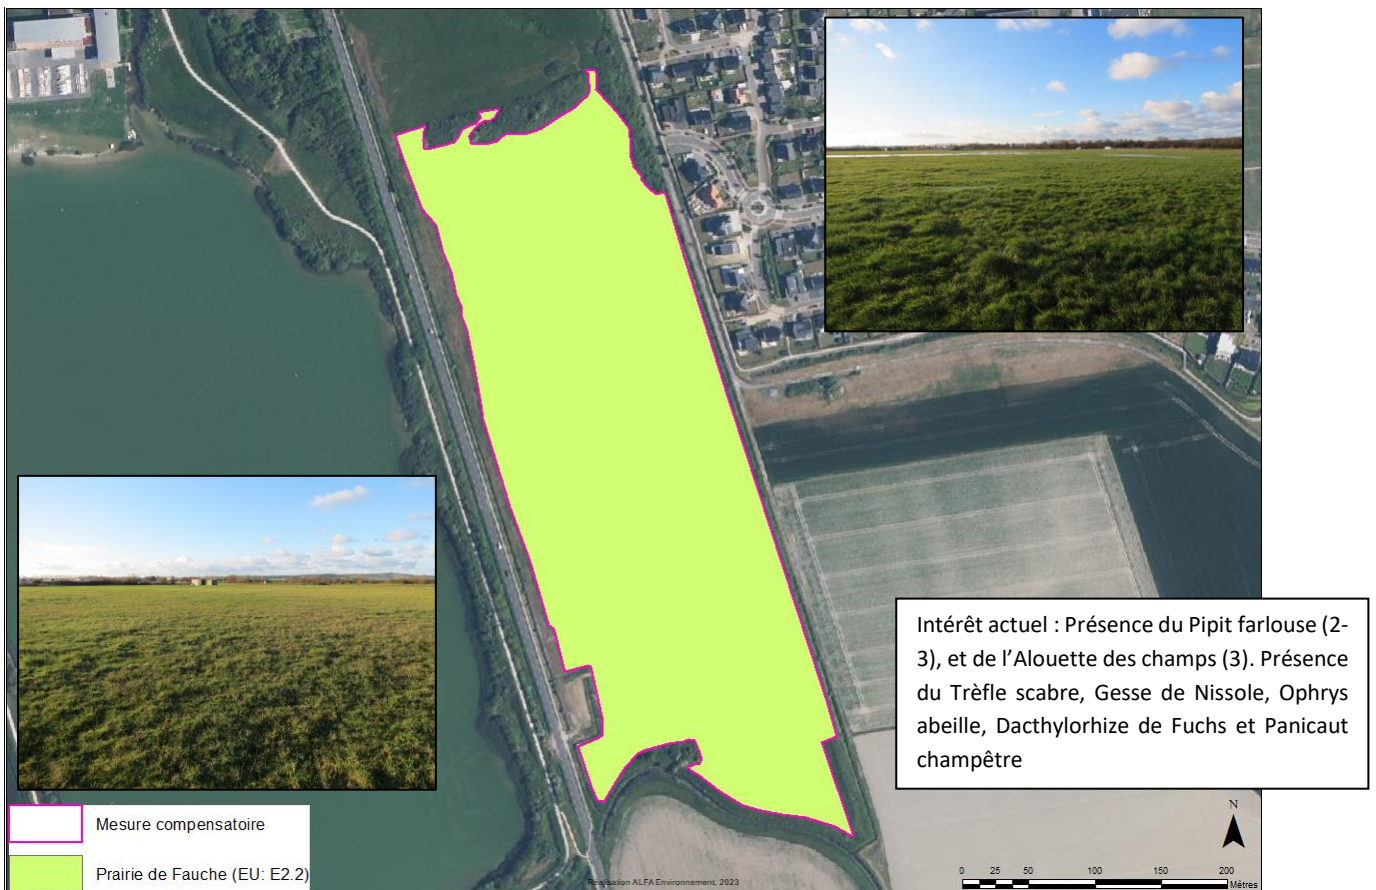 Intérêt actuel : Présence du Pipit farlouse (2-
3), et de l’Alouette des champs (3). Présence
du Trèfle scabre, Gesse de Nissole, Ophrys
abeille, Dacthylorhize de Fuchs et Panicaut
champêtre
Mesure compensatoire
Prairie de Fauche (EU: E2.2)
N
0 25 50 100 150 200
Mètres
Réalisation ALFA Environnement, 2023